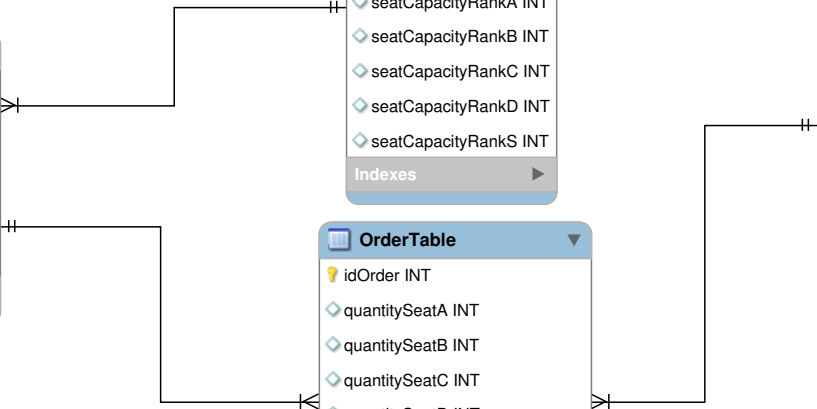 seatCapacityRankA INT
seatCapacityRankB INT
seatCapacityRankC INT
seatCapacityRankD INT
seatCapacityRankS INT
Indexes
OrderTable
idOrder INT
quantitySeatA INT
quantitySeatB INT
quantitySeatC INT